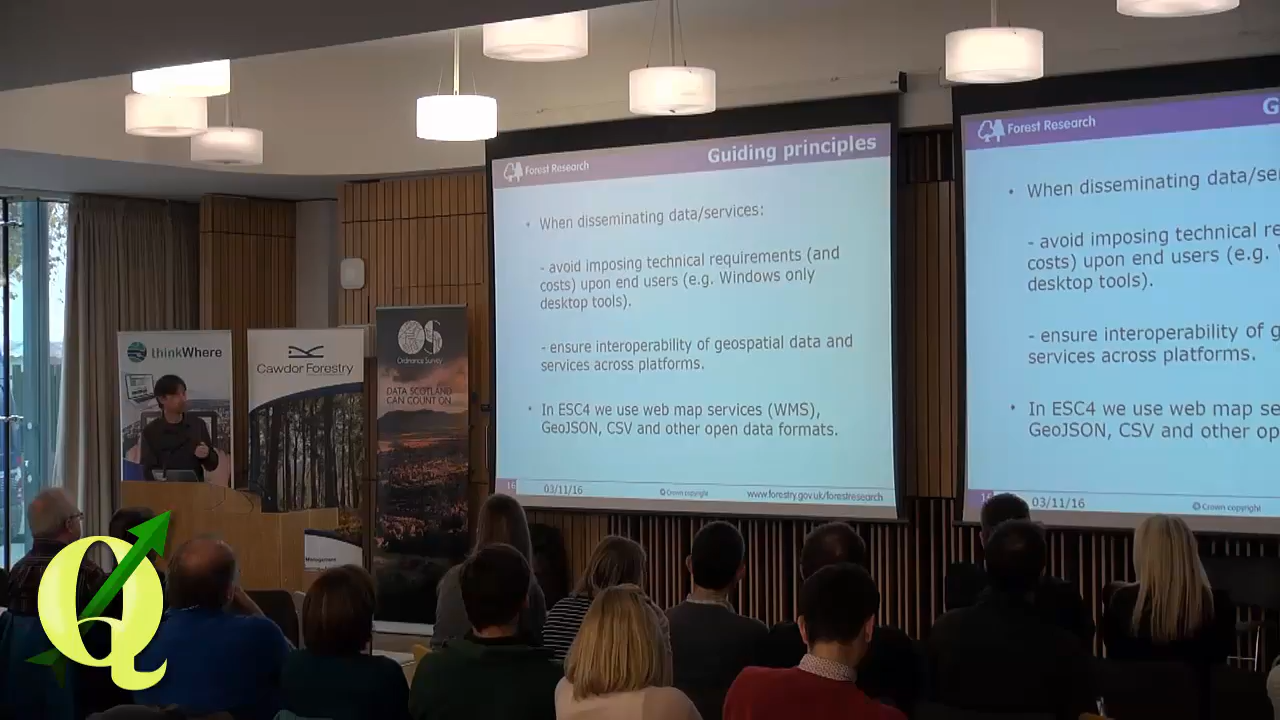 Forest Research
Guiding principles
• When disseminating data/services:
- avoid imposing technical requirements (and
costs) upon end users (e.g. Windows only
desktop tools).
- ensure interoperability of geospatial data and
services across platforms.
• In ESC4 we use web map services (WMS),
GeoJSON, CSV and other open data formats.
16
03/11/16
© Crown copyright
www.forestry.gov.uk/forestresearch
Forest Research
G
• When disseminating data/se
- avoid imposing technical re
costs) upon end users (e.g.
desktop tools).
- ensure interoperability of g
services across platforms.
• In ESC4 we use web map se
GeoJSON, CSV and other op
03/11/16
© Crown copyright
thinkWhere
Cawdor Forestry
OS
Ordnance Survey
DATA SCOTLAND
CAN COUNT ON
Management
Q